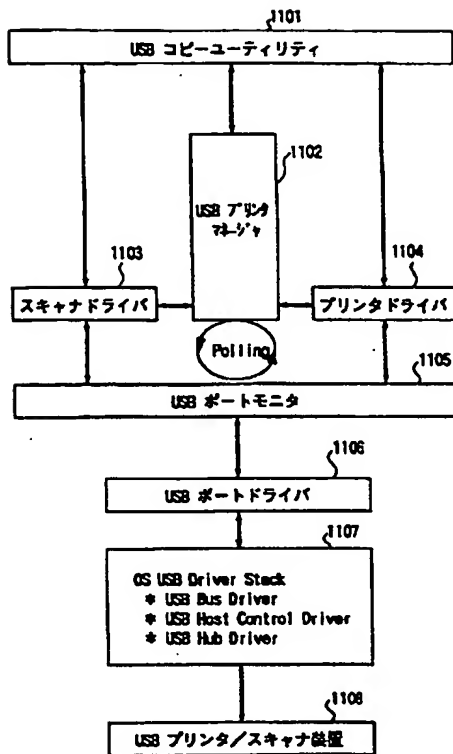 1101
USB コピーユーティリティ
1102
USB プリンタ
マネージャ
1103
スキャナドライバ
1104
プリンタドライバ
Polling
1105
USB ポートモニタ
1106
USB ポートドライバ
1107
OS USB Driver Stack
* USB Bus Driver
* USB Host Control Driver
* USB Hub Driver
1108
USB プリンタ/スキャナ装置